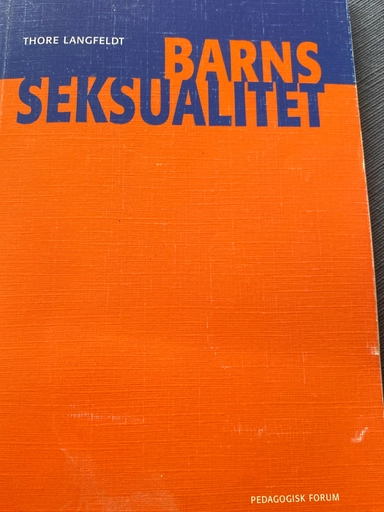 THORE LANGFELDT
BARNS
SEKSUALITET
PEDAGOGISK FORUM